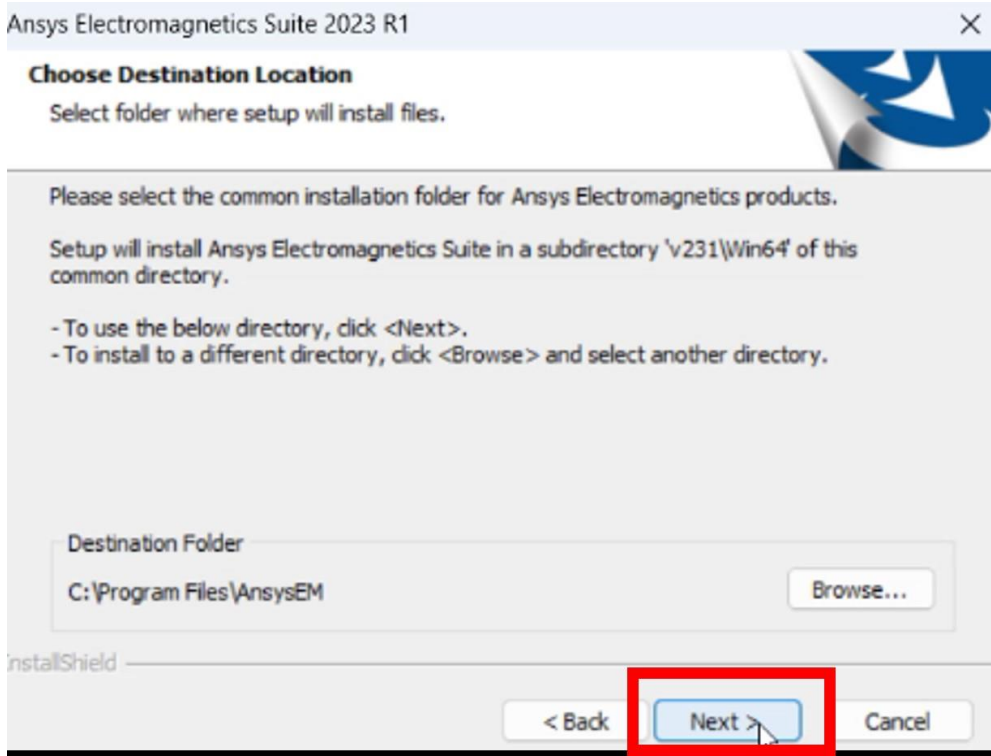 Ansys Electromagnetics Suite 2023 R1
Choose Destination Location
Select folder where setup will install files.
Please select the common installation folder for Ansys Electromagnetics products.
Setup will install Ansys Electromagnetics Suite in a subdirectory 'v231\Win64' of this
common directory.
- To use the below directory, click <Next>.
- To install to a different directory, click <Browse> and select another directory.
Destination Folder
C:\Program Files\AnsysEM
Browse...
InstallShield
< Back
Next >
Cancel